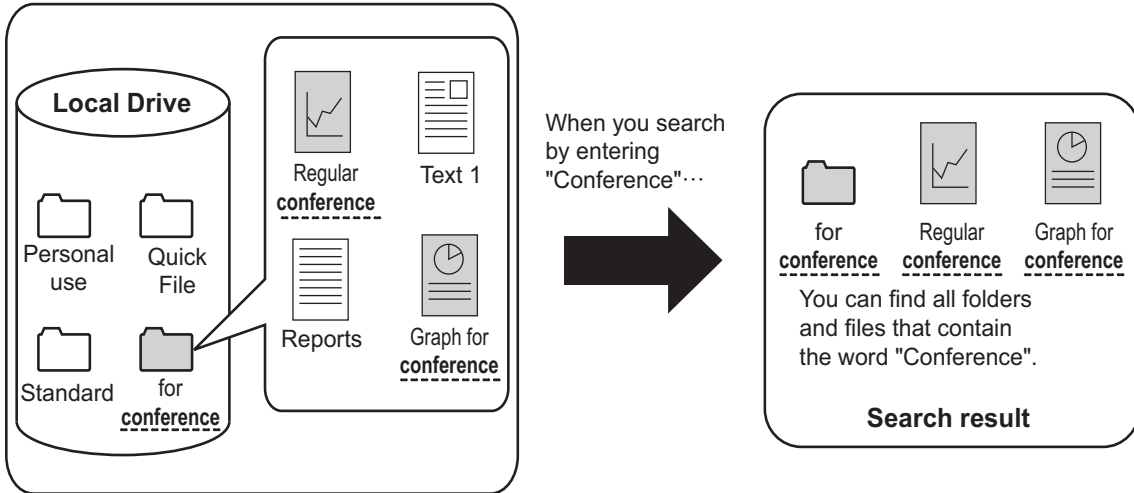 Local Drive
Personal
use
Quick
File
Standard
for
conference
Regular
conference
Text 1
Reports
Graph for
conference
When you search
by entering
"Conference"···
for
conference
Regular
conference
Graph for
conference
You can find all folders
and files that contain
the word "Conference".
Search result